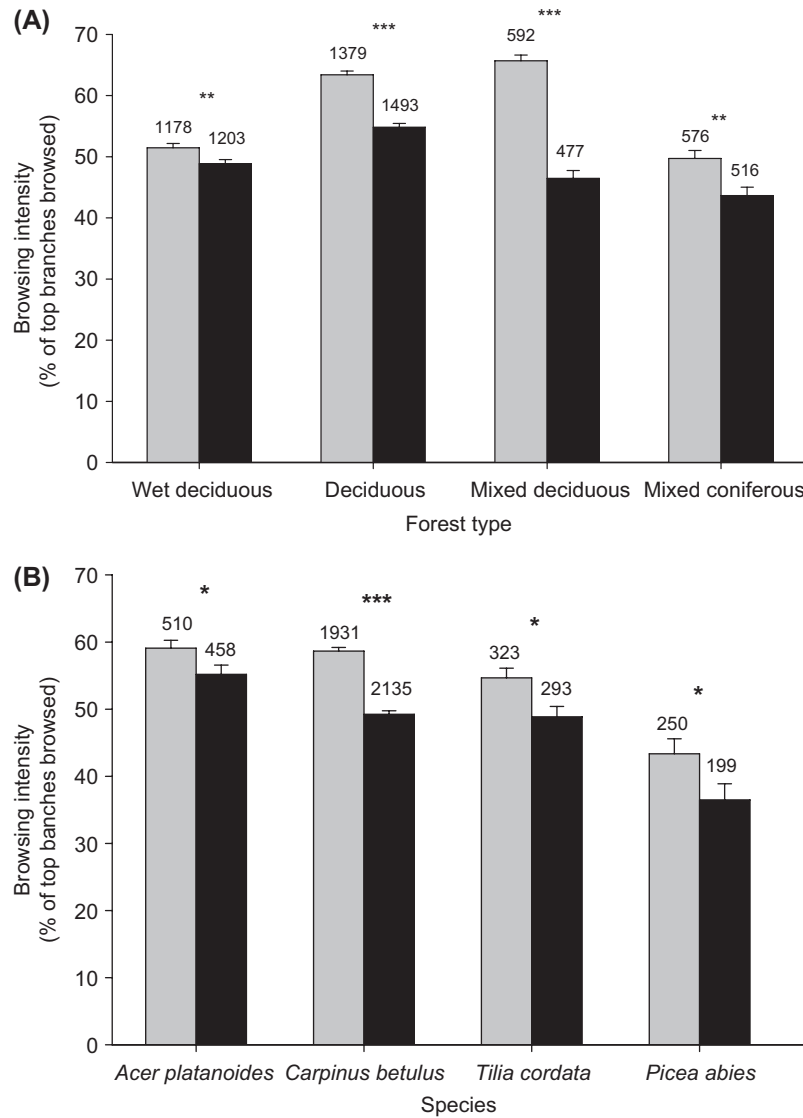 (A)
70
60
50
40
30
20
10
0
Browsing intensity
(% of top branches browsed)
** *** *** **
1178 1203 1379 1493 592 477 576 516
Wet deciduous Deciduous Mixed deciduous Mixed coniferous
Forest type
(B)
70
60
50
40
30
20
10
0
Browsing intensity
(% of top banches browsed)
* *** * *
510 458 1931 2135 323 293 250 199
Acer platanoides Carpinus betulus Tilia cordata Picea abies
Species